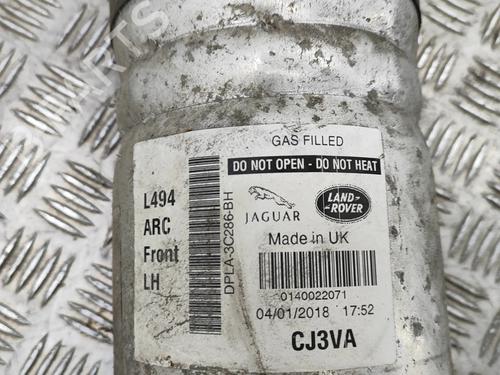 GAS FILLED
DO NOT OPEN - DO NOT HEAT
L494
ARC
Front
LH
DPLA-3C286-BH
JAGUAR
LAND-
-ROVER
Made in UK
0140022071
04/01/2018 17:52
CJ3VA